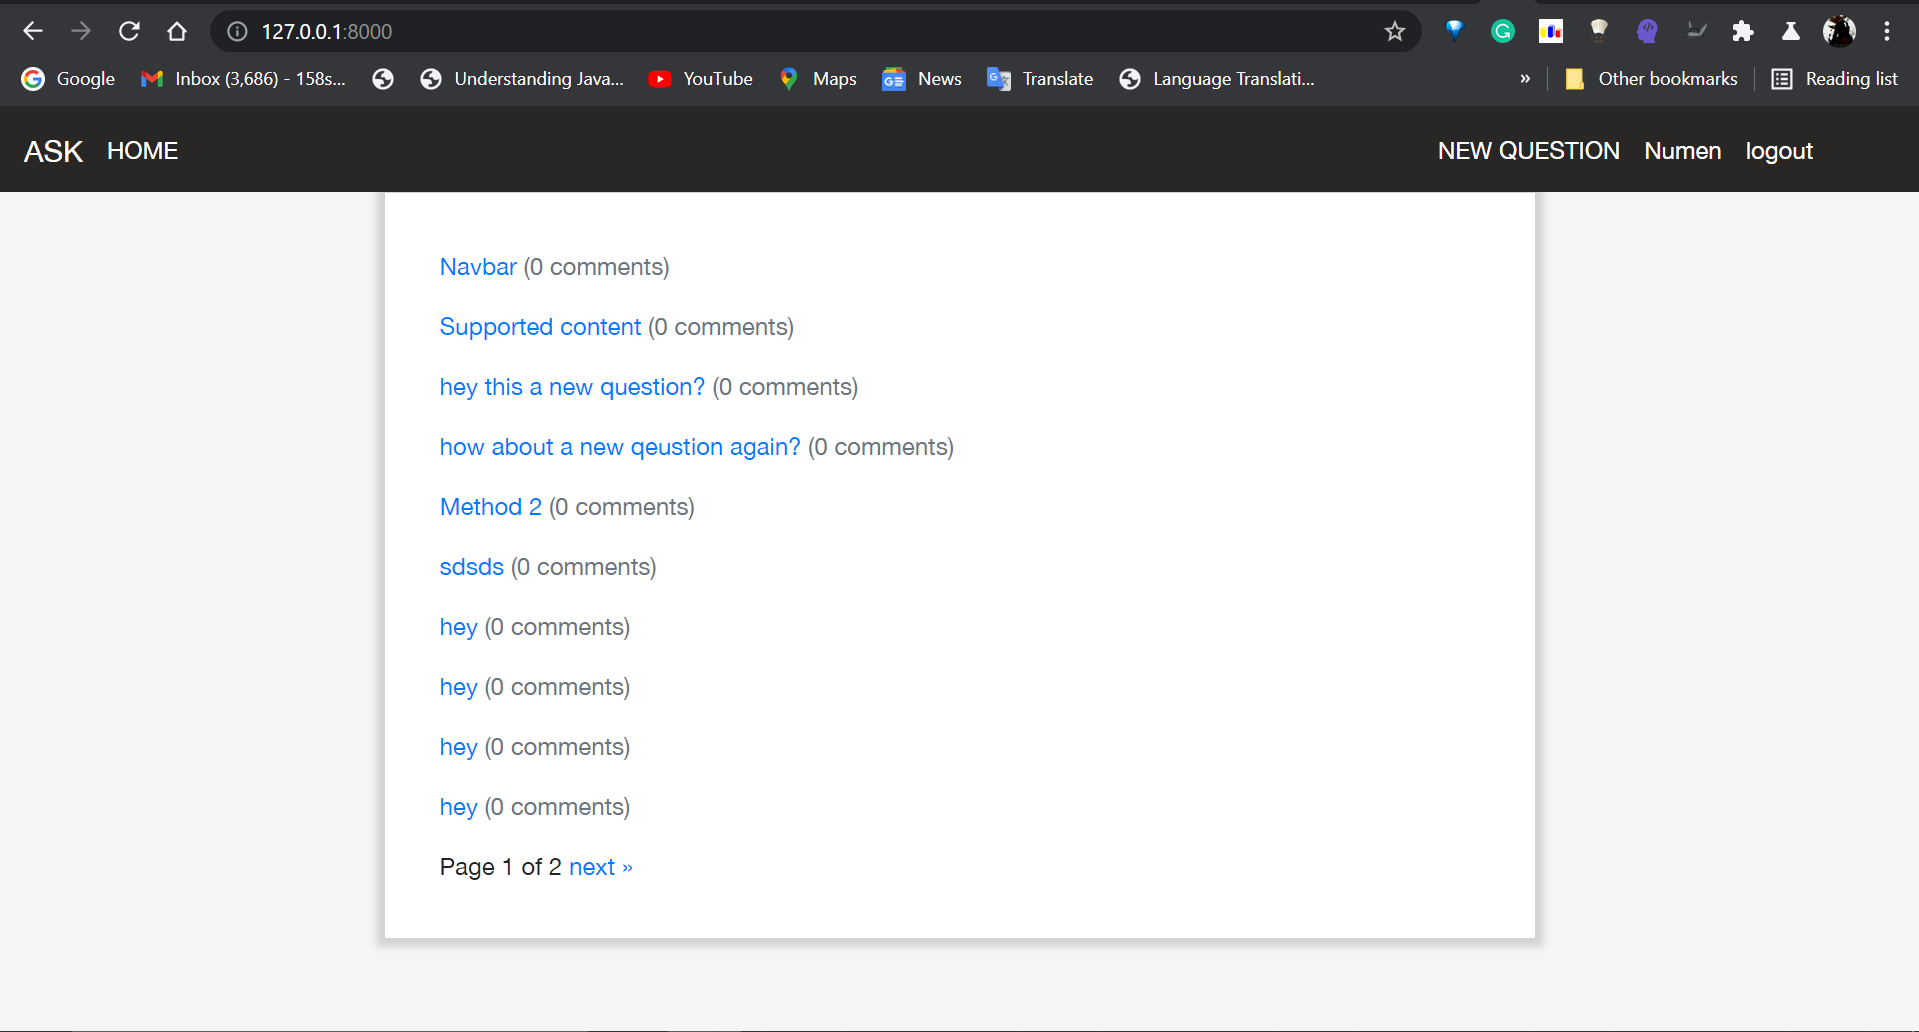 127.0.0.1:8000
Google Inbox (3,686) - 158s... Understanding Java... YouTube Maps News Translate Language Translati... » Other bookmarks Reading list
ASK HOME NEW QUESTION Numen logout
Navbar (0 comments)
Supported content (0 comments)
hey this a new question? (0 comments)
how about a new qeustion again? (0 comments)
Method 2 (0 comments)
sdsds (0 comments)
hey (0 comments)
hey (0 comments)
hey (0 comments)
hey (0 comments)
Page 1 of 2 next »